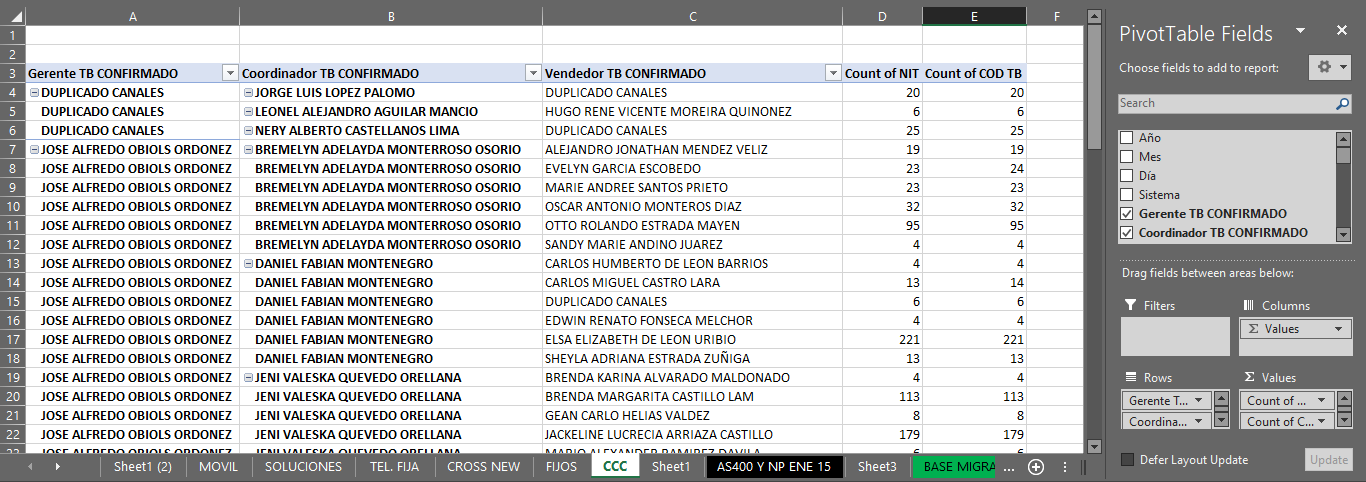 A B C D E F
1
2
3 Gerente TB CONFIRMADO Coordinador TB CONFIRMADO Vendedor TB CONFIRMADO Count of NIT Count of COD TB
4 DUPLICADO CANALES JORGE LUIS LOPEZ PALOMO DUPLICADO CANALES 20 20
5 DUPLICADO CANALES LEONEL ALEJANDRO AGUILAR MANCIO HUGO RENE VICENTE MOREIRA QUINONEZ 6 6
6 DUPLICADO CANALES NERY ALBERTO CASTELLANOS LIMA DUPLICADO CANALES 25 25
7 JOSE ALFREDO OBIOLS ORDONEZ BREMELYN ADELAYDA MONTERROSO OSORIO ALEJANDRO JONATHAN MENDEZ VELIZ 19 19
8 JOSE ALFREDO OBIOLS ORDONEZ BREMELYN ADELAYDA MONTERROSO OSORIO EVELYN GARCIA ESCOBEDO 23 24
9 JOSE ALFREDO OBIOLS ORDONEZ BREMELYN ADELAYDA MONTERROSO OSORIO MARIE ANDREE SANTOS PRIETO 23 23
10 JOSE ALFREDO OBIOLS ORDONEZ BREMELYN ADELAYDA MONTERROSO OSORIO OSCAR ANTONIO MONTEROS DIAZ 32 32
11 JOSE ALFREDO OBIOLS ORDONEZ BREMELYN ADELAYDA MONTERROSO OSORIO OTTO ROLANDO ESTRADA MAYEN 95 95
12 JOSE ALFREDO OBIOLS ORDONEZ BREMELYN ADELAYDA MONTERROSO OSORIO SANDY MARIE ANDINO JUAREZ 4 4
13 JOSE ALFREDO OBIOLS ORDONEZ DANIEL FABIAN MONTENEGRO CARLOS HUMBERTO DE LEON BARRIOS 4 4
14 JOSE ALFREDO OBIOLS ORDONEZ DANIEL FABIAN MONTENEGRO CARLOS MIGUEL CASTRO LARA 13 14
15 JOSE ALFREDO OBIOLS ORDONEZ DANIEL FABIAN MONTENEGRO DUPLICADO CANALES 6 6
16 JOSE ALFREDO OBIOLS ORDONEZ DANIEL FABIAN MONTENEGRO EDWIN RENATO FONSECA MELCHOR 4 4
17 JOSE ALFREDO OBIOLS ORDONEZ DANIEL FABIAN MONTENEGRO ELSA ELIZABETH DE LEON URIBIO 221 221
18 JOSE ALFREDO OBIOLS ORDONEZ DANIEL FABIAN MONTENEGRO SHEYLA ADRIANA ESTRADA ZUÑIGA 13 13
19 JOSE ALFREDO OBIOLS ORDONEZ JENI VALESKA QUEVEDO ORELLANA BRENDA KARINA ALVARADO MALDONADO 4 4
20 JOSE ALFREDO OBIOLS ORDONEZ JENI VALESKA QUEVEDO ORELLANA BRENDA MARGARITA CASTILLO LAM 113 113
21 JOSE ALFREDO OBIOLS ORDONEZ JENI VALESKA QUEVEDO ORELLANA GEAN CARLO HELIAS VALDEZ 8 8
22 JOSE ALFREDO OBIOLS ORDONEZ JENI VALESKA QUEVEDO ORELLANA JACKELINE LUCRECIA ARRIAZA CASTILLO 179 179
Sheet1 (2) MOVIL SOLUCIONES TEL. FIJA CROSS NEW FIJOS CCC Sheet1 AS400 Y NP ENE 15 Sheet3 BASE MIGRA ...
PivotTable Fields
Choose fields to add to report:
Search
Año
Mes
Día
Sistema
Gerente TB CONFIRMADO
Coordinador TB CONFIRMADO
Drag fields between areas below:
Filters Columns
Σ Values
Rows Σ Values
Gerente T... Count of ...
Coordina... Count of C...
Defer Layout Update Update